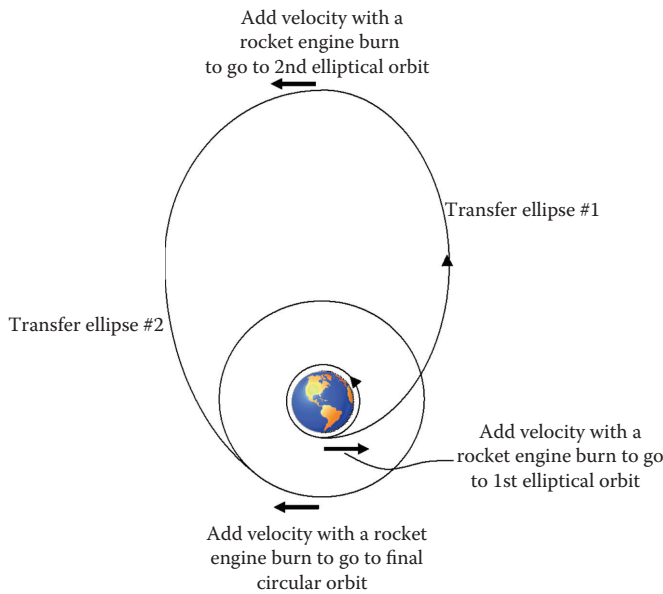 Add velocity with a
rocket engine burn
to go to 2nd elliptical orbit
Transfer ellipse #1
Transfer ellipse #2
Add velocity with a
rocket engine burn to go
to 1st elliptical orbit
Add velocity with a rocket
engine burn to go to final
circular orbit